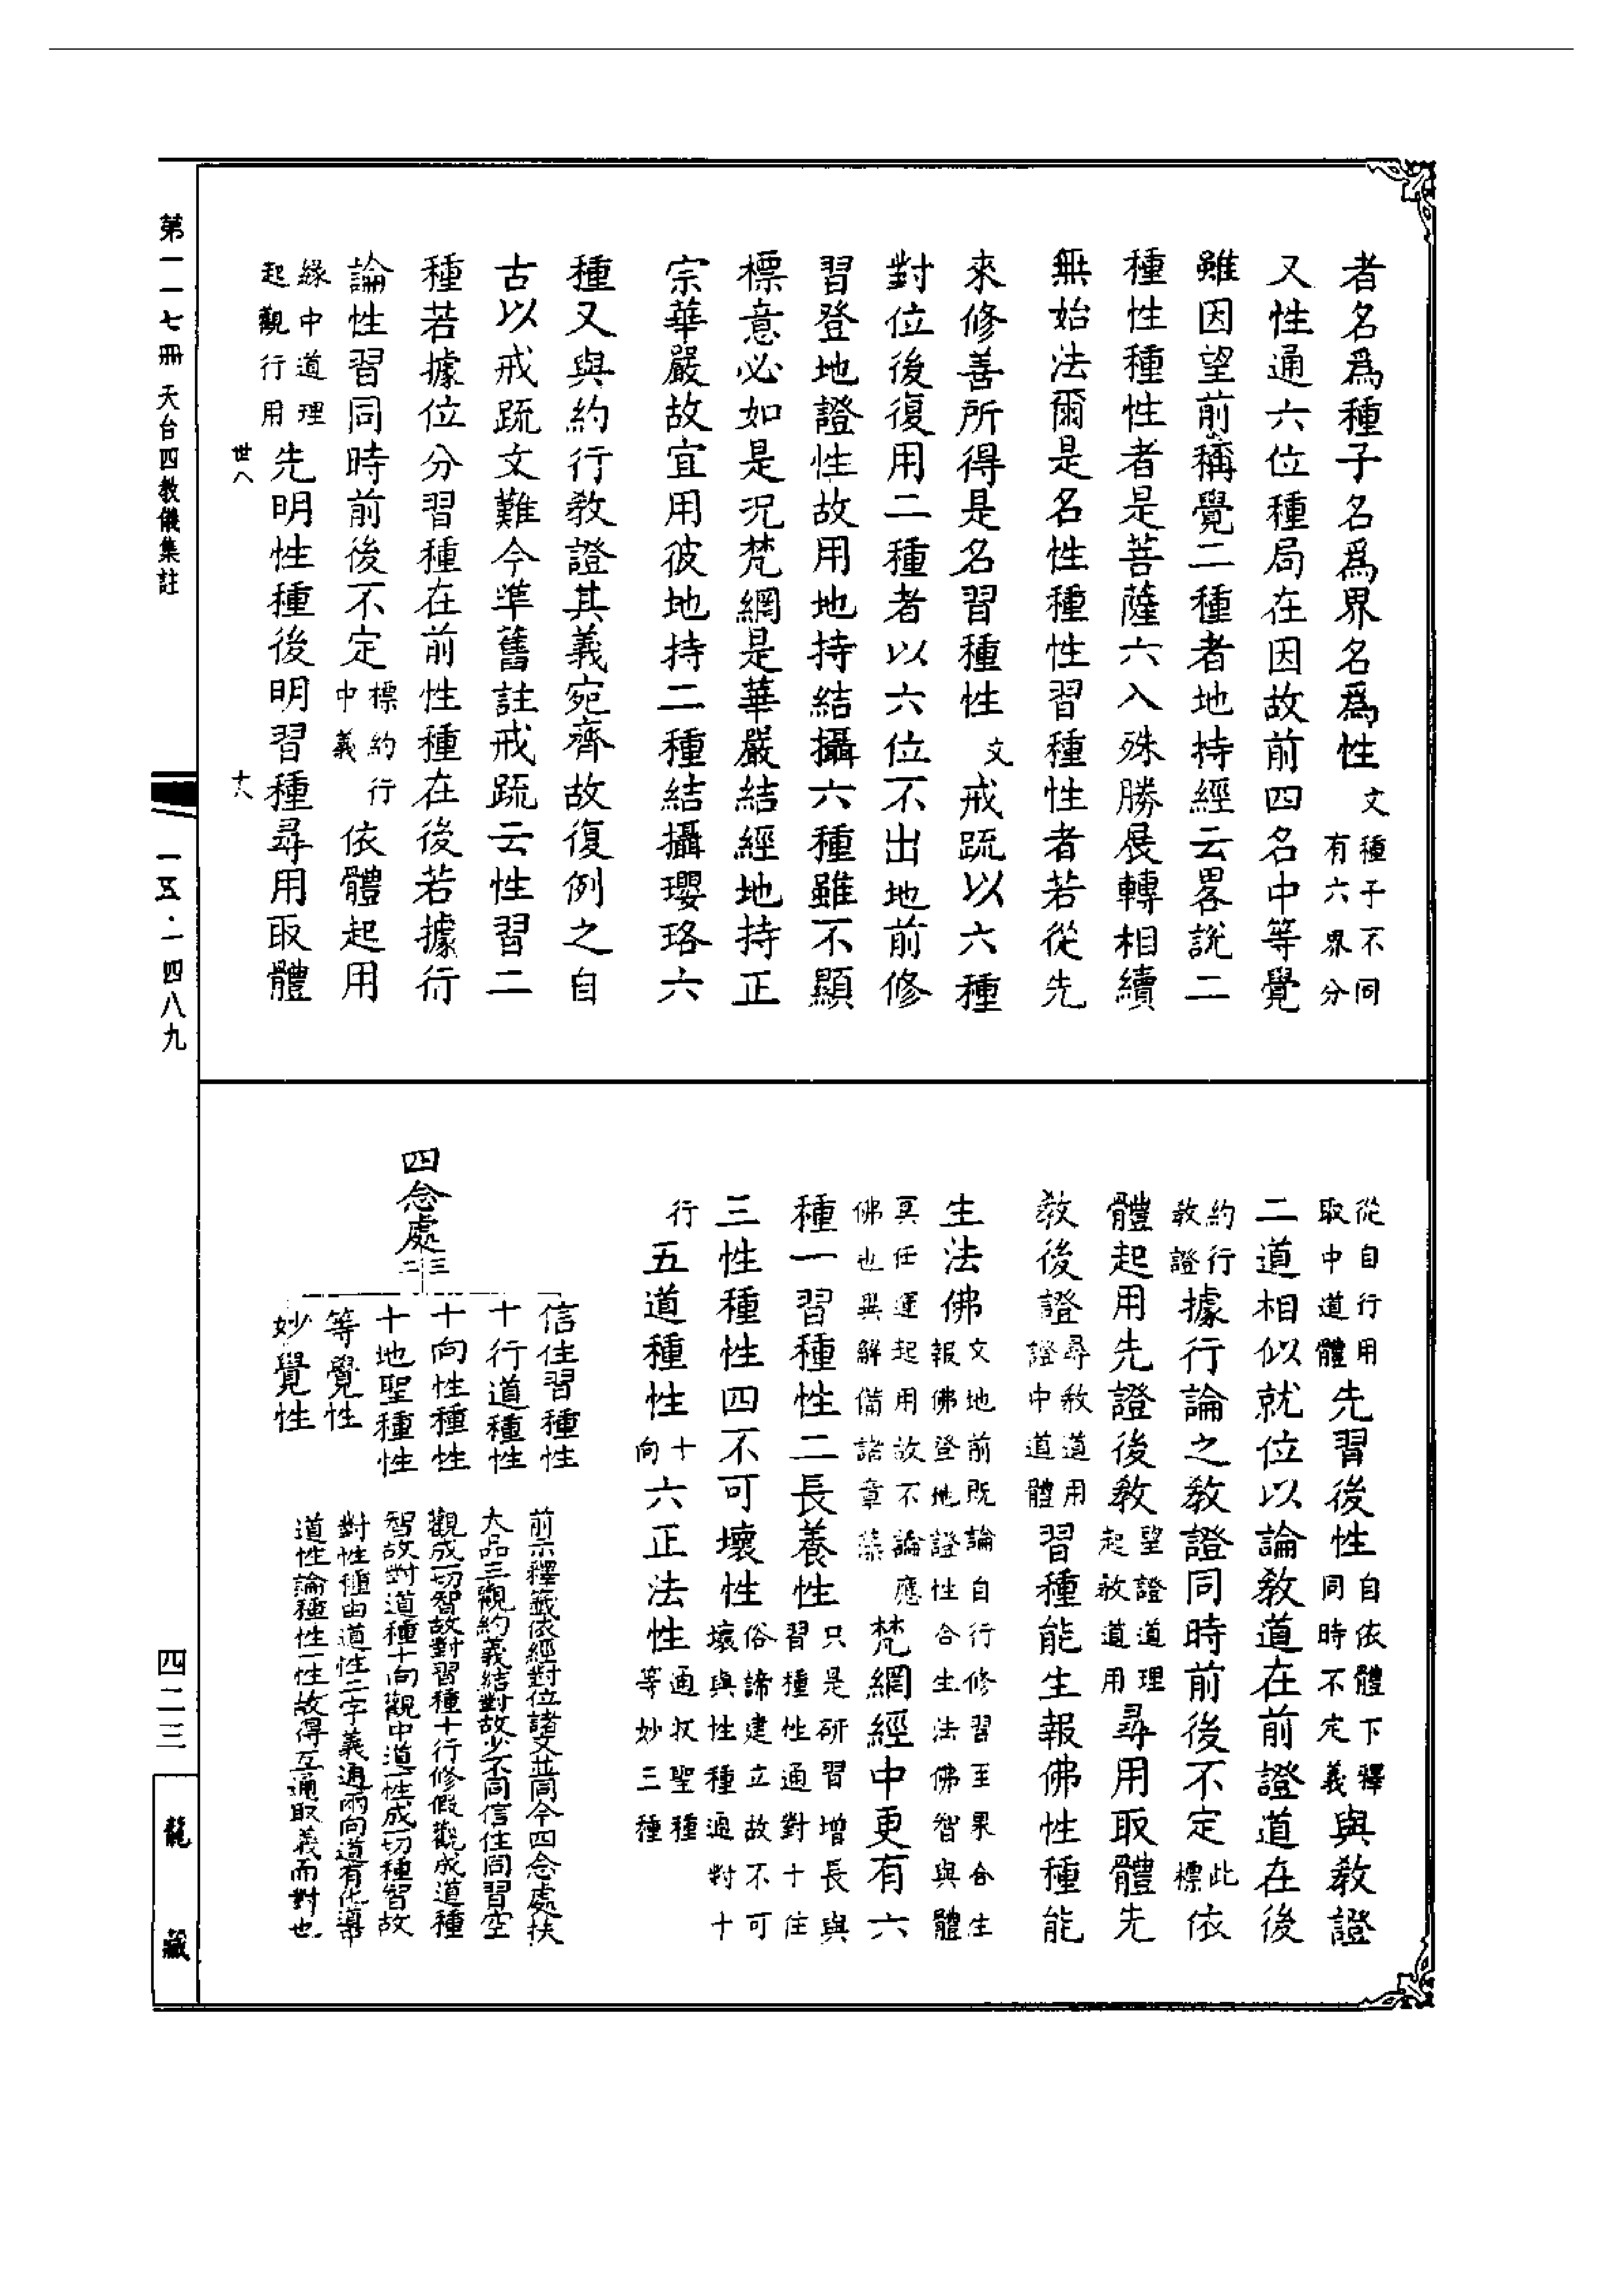 者名爲種子名爲界名爲性文種子不同有六界分
又性通六位種局在因故前四名中等覺
雖因望前稱覺二種者地持經云畧說二
種性種性者是菩薩六入殊勝展轉相續
無始法爾是名性種性習種性者若從先
來修善所得是名習種性文戒疏以六種
對位後復用二種者以六位不出地前修
習登地證性故用地持結攝六種雖不顯
標意必如是況梵網是華嚴結經地持正
宗華嚴故宜用彼地持二種結攝瓔珞六
種又與約行教證其義宛齊故復例之自
古以戒疏文難今準舊註戒疏云性習二
種若據位分習種在前性種在後若據行
論性習同時前後不定標約行中義依體起用
緣中道理起觀行用先明性種後明習種尋用取體
世八
十八
從自行用取中道體先習後性自依體下釋同時不定義與教證
二道相似就位以論教道在前證道在後
約行教證據行論之教證同時前後不定此標依
體起用先證後教望證道理起教道用尋用取體先
教後證尋教道用證中道體習種能生報佛性種能
生法佛文地前既論自行修習至果合生報佛登地證性合生法佛智與體
冥任運起用故不論應佛也與解備諸章藻梵網經中更有六
種一習種性二長養性只是研習增長與習種性通對十住
三性種性四不可壞性俗諦建立故不可壞與性種通對十
行五道種性十向六正法性通收聖種等妙三種
四念處三二
信住習種性
十行道種性
十向性種性
十地聖種性
等覺性
妙覺性
前示釋籤依經對位諸文並同今四念處扶
大品三觀約義結對故少不同信住同習空
觀成一切智故對習種十行修假觀成道種
智故對道種十向觀中道一性成一切種智故
對性種由道性二字義通兩向道有化導
道性論種性一性故得互通取義而對也
第一一七冊 天台四教儀集註
一五·一四八九
四二三
龍藏